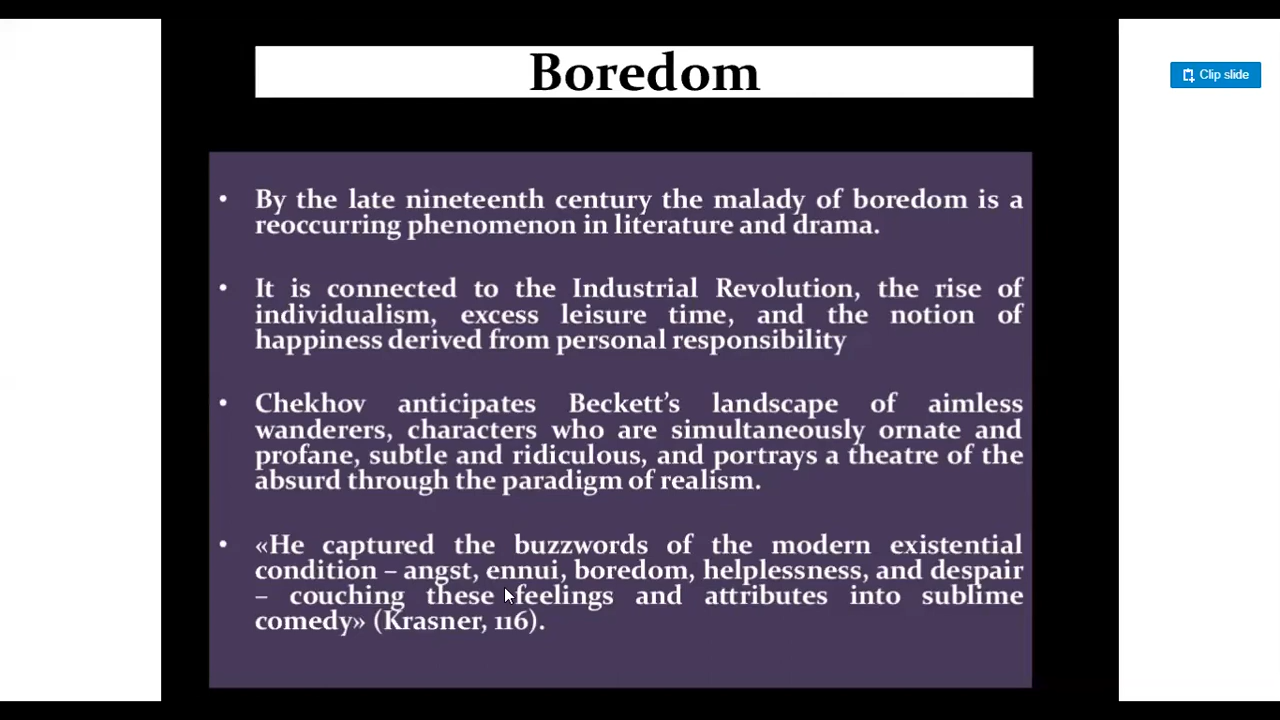 Boredom
Clip slide
• By the late nineteenth century the malady of boredom is a
reoccurring phenomenon in literature and drama.
• It is connected to the Industrial Revolution, the rise of
individualism, excess leisure time, and the notion of
happiness derived from personal responsibility
• Chekhov anticipates Beckett’s landscape of aimless
wanderers, characters who are simultaneously ornate and
profane, subtle and ridiculous, and portrays a theatre of the
absurd through the paradigm of realism.
• «He captured the buzzwords of the modern existential
condition – angst, ennui, boredom, helplessness, and despair
– couching these feelings and attributes into sublime
comedy» (Krasner, 116).